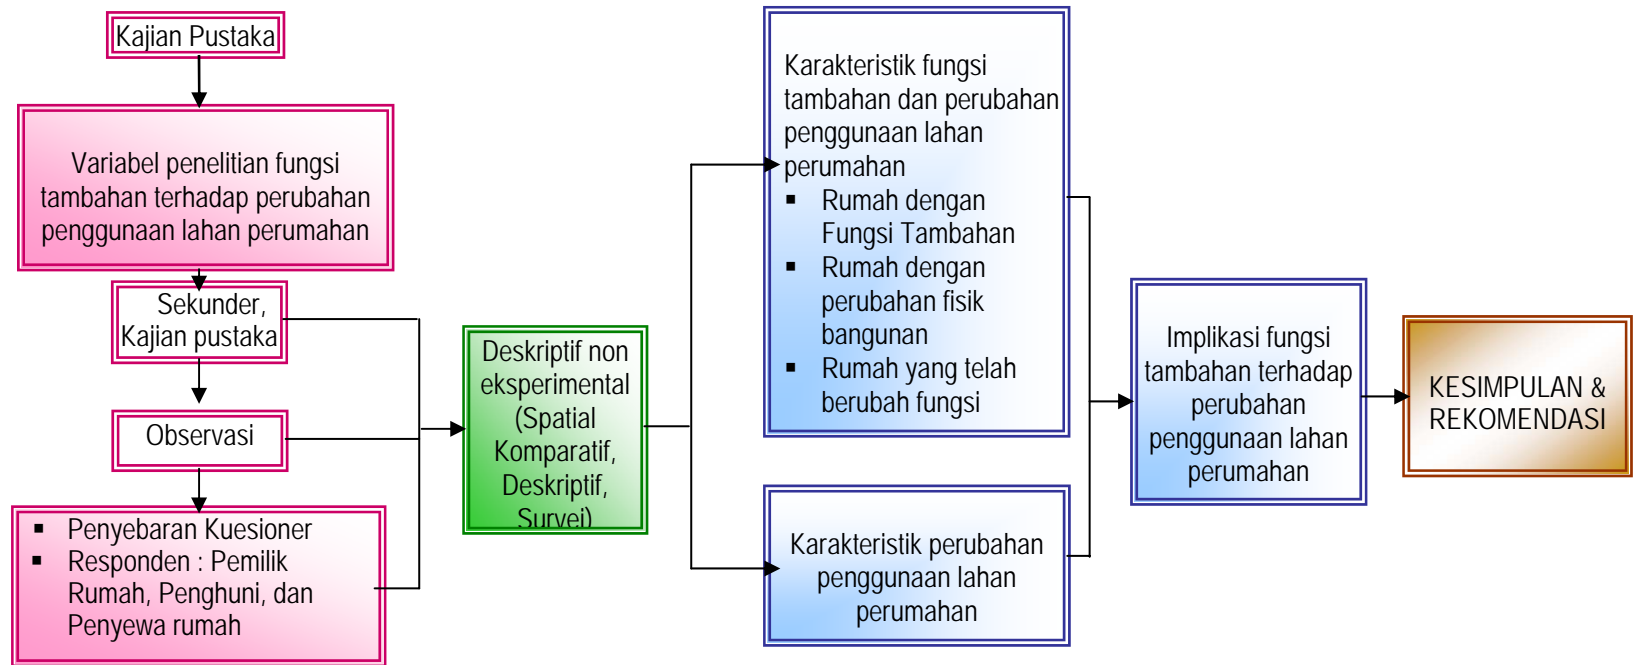 Kajian Pustaka
Variabel penelitian fungsi
tambahan terhadap perubahan
penggunaan lahan perumahan
Sekunder,
Kajian pustaka
Observasi
▪ Penyebaran Kuesioner
▪ Responden : Pemilik
Rumah, Penghuni, dan
Penyewa rumah
Deskriptif non
eksperimental
(Spatial
Komparatif,
Deskriptif,
Survei)
Karakteristik fungsi
tambahan dan perubahan
penggunaan lahan
perumahan
▪ Rumah dengan
Fungsi Tambahan
▪ Rumah dengan
perubahan fisik
bangunan
▪ Rumah yang telah
berubah fungsi
Karakteristik perubahan
penggunaan lahan
perumahan
Implikasi fungsi
tambahan terhadap
perubahan
penggunaan lahan
perumahan
KESIMPULAN &
REKOMENDASI